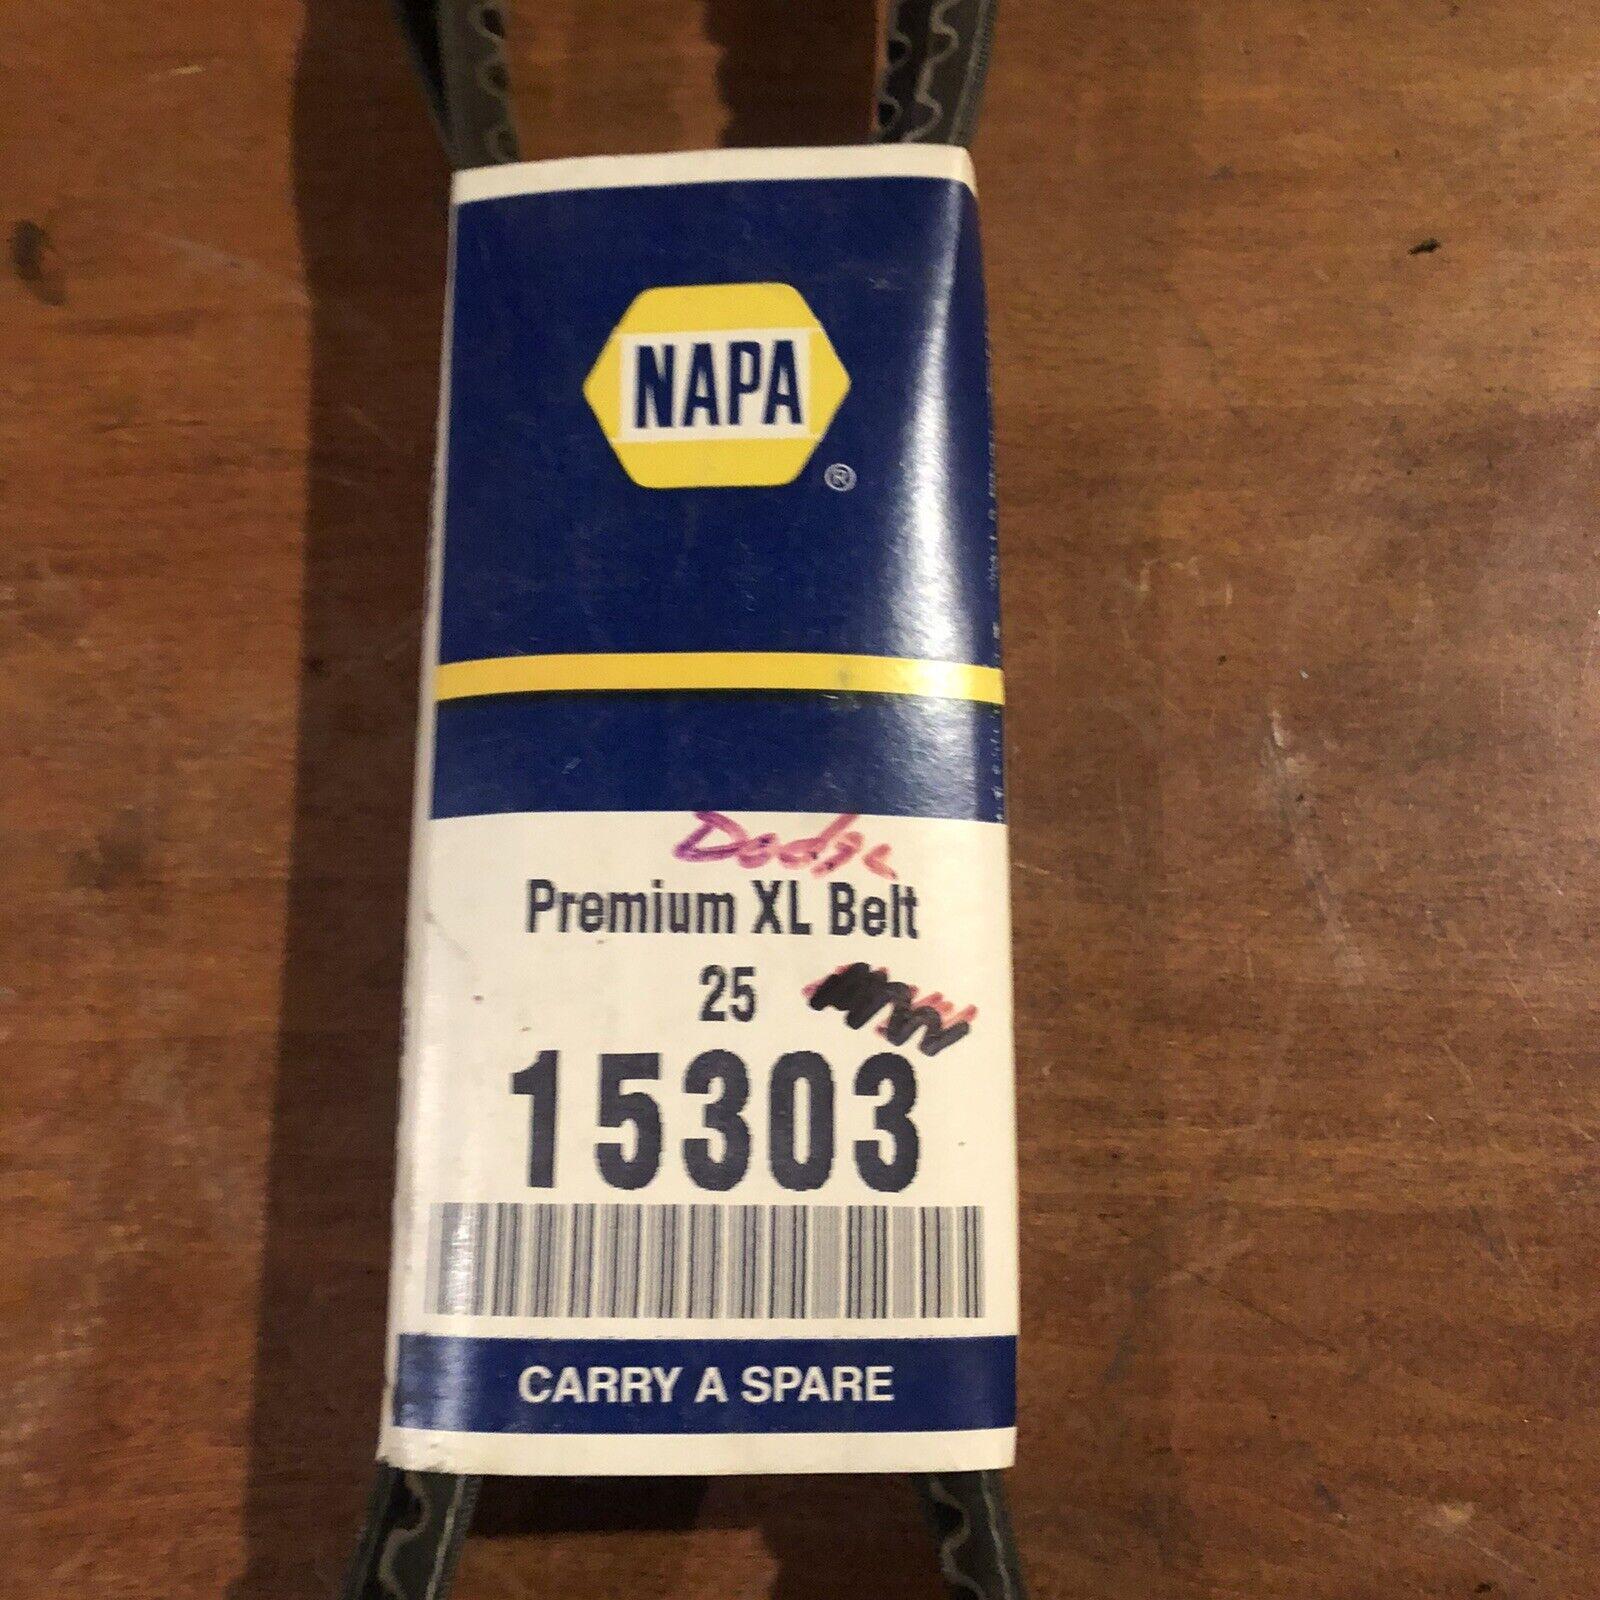 NAPA
®
Dodge
Premium XL Belt
25
15303
CARRY A SPARE